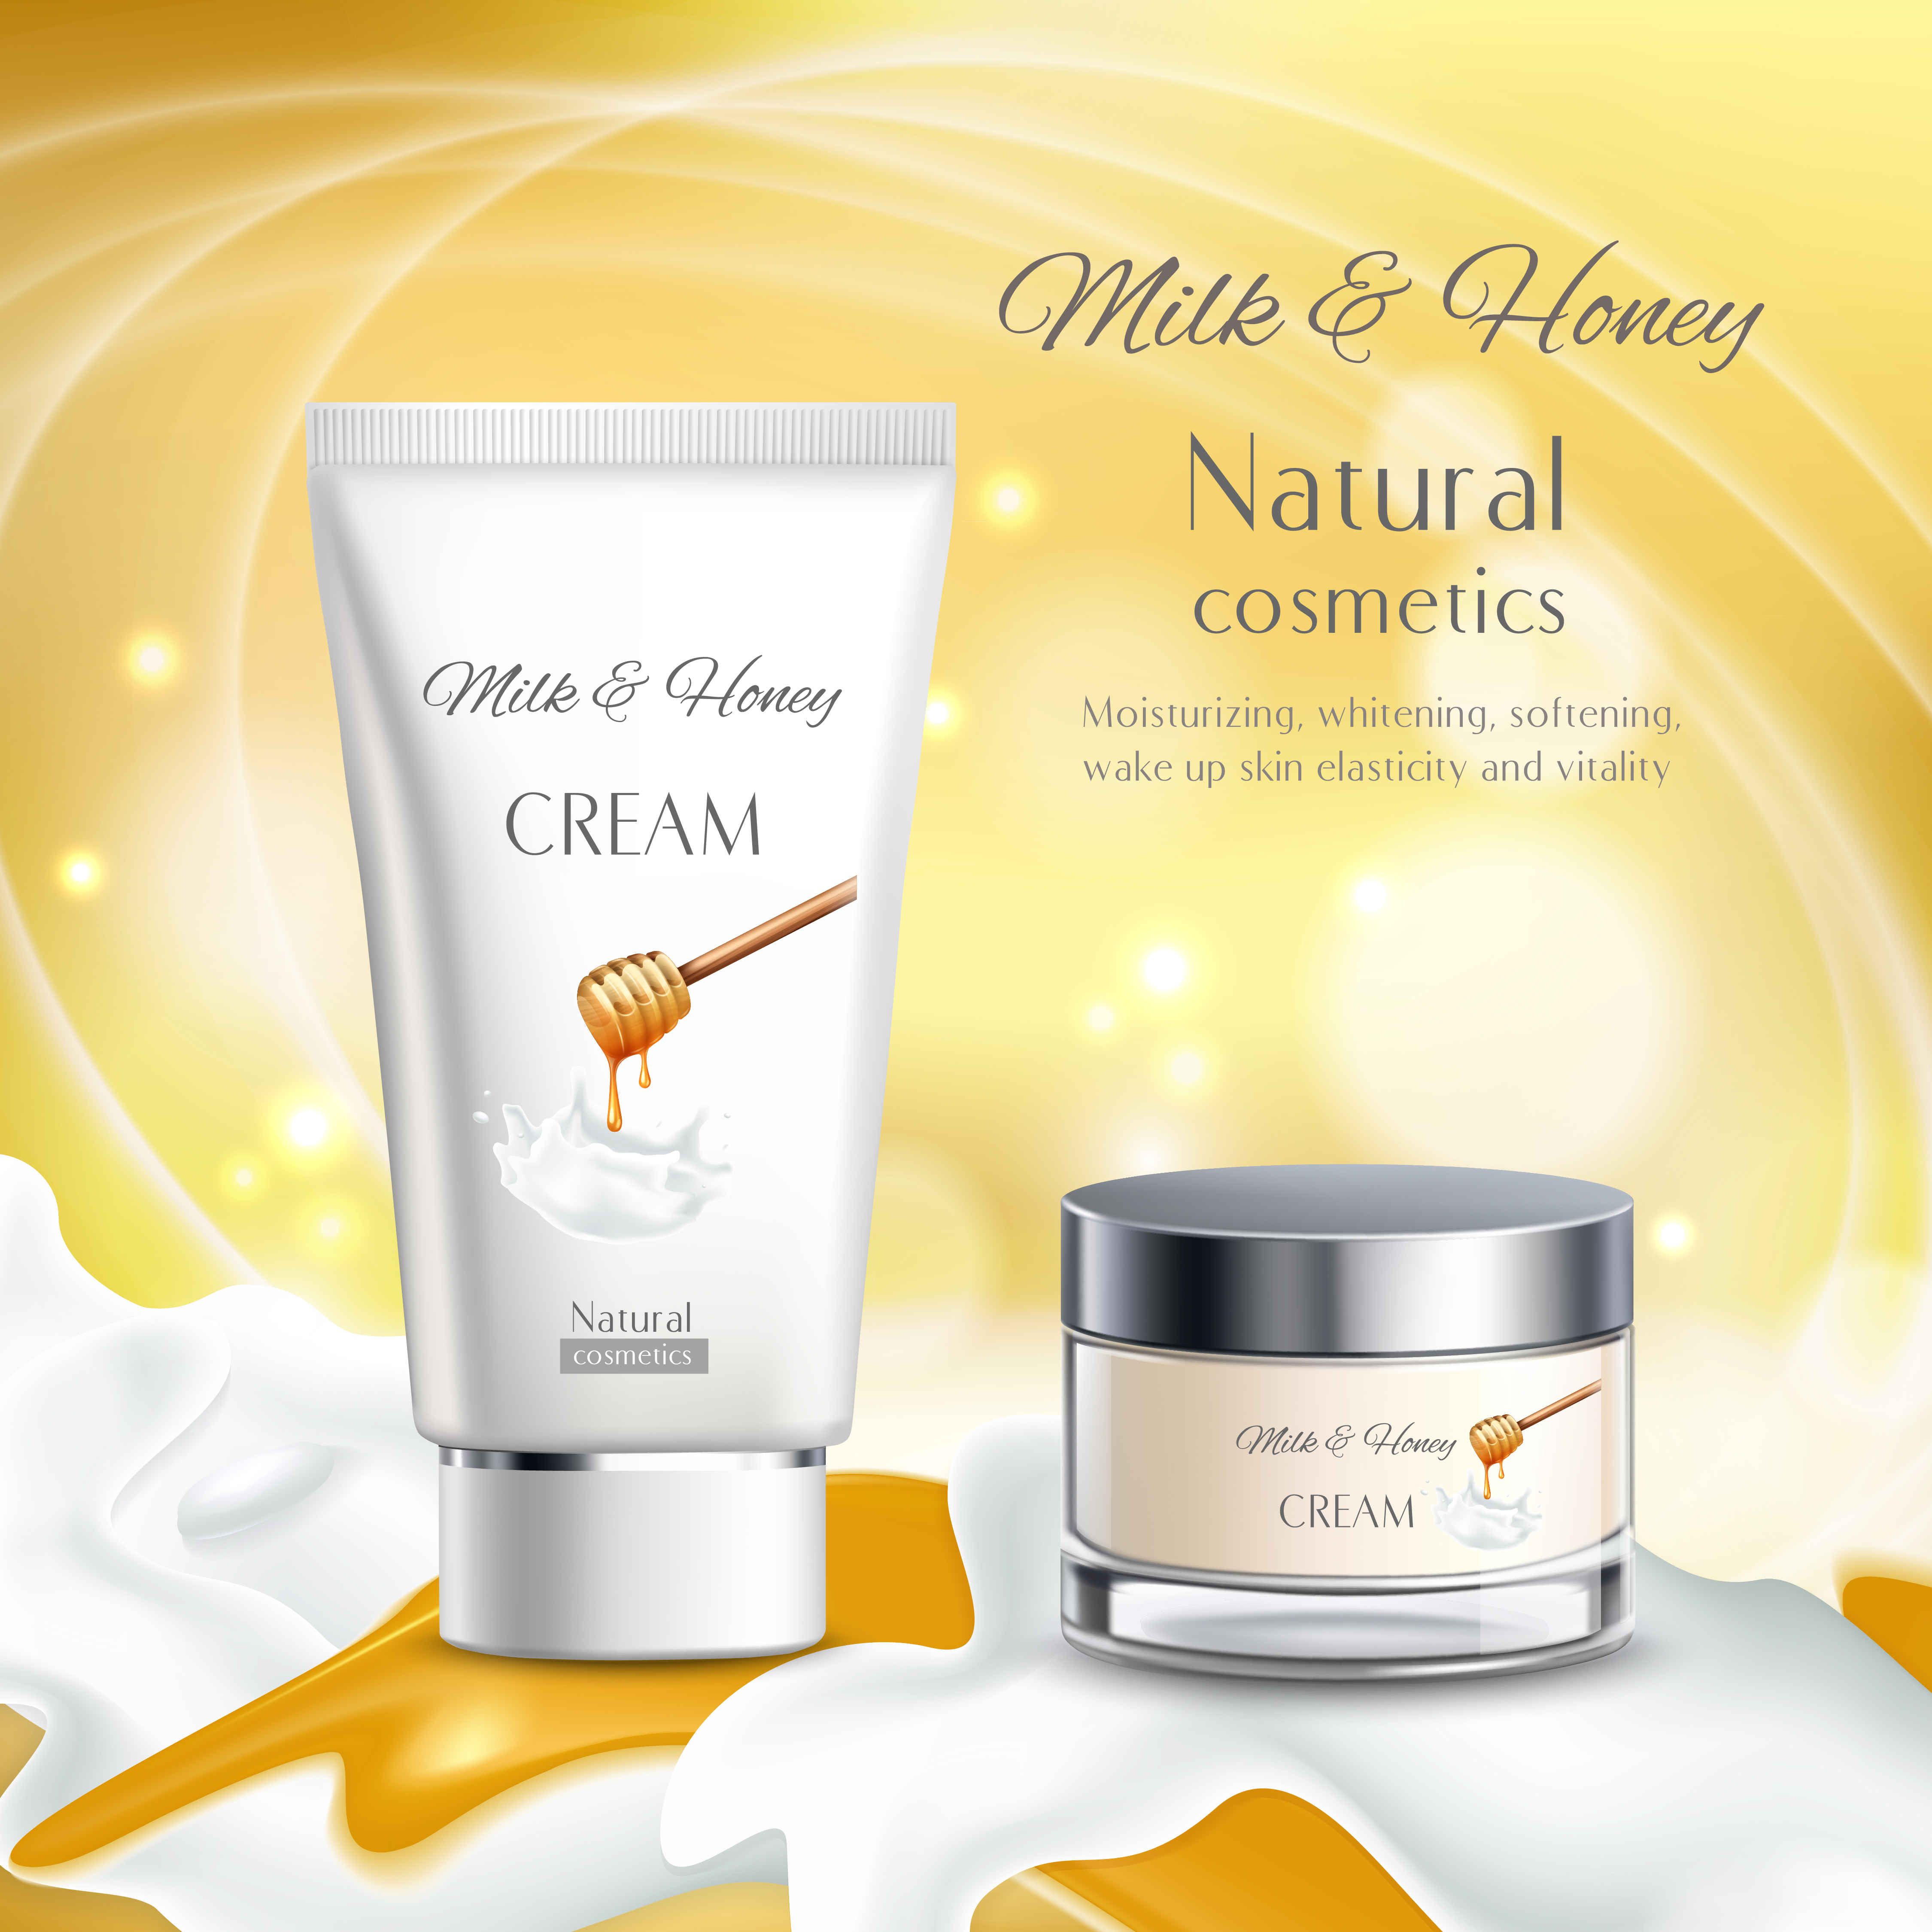 Milk & Honey
Natural
cosmetics
Moisturizing, whitening, softening,
wake up skin elasticity and vitality
Milk & Honey
CREAM
Natural
cosmetics
Milk & Honey
CREAM